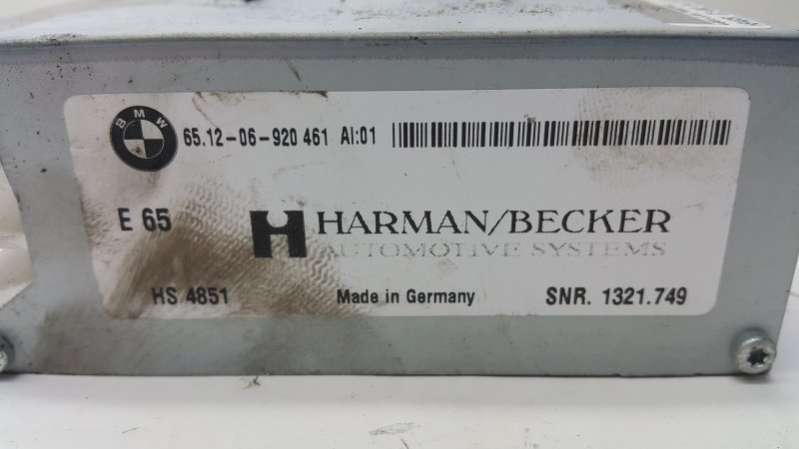 BMW
65.12-06-920 461 AI:01
E 65
HARMAN/BECKER
AUTOMOTIVE SYSTEMS
HS 4851 Made in Germany SNR. 1321.749